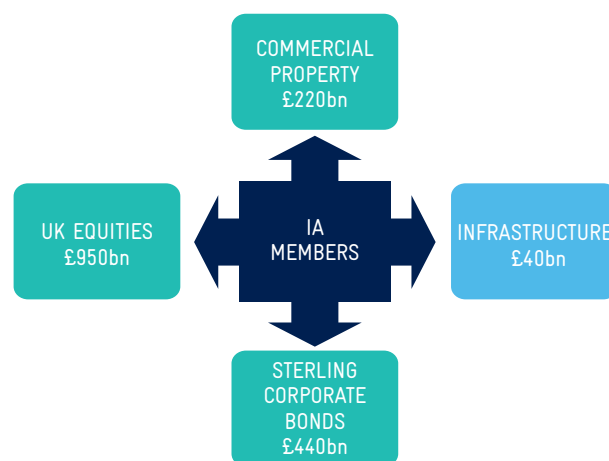 COMMERCIAL
PROPERTY
£220bn
UK EQUITIES
£950bn
IA
MEMBERS
INFRASTRUCTURE
£40bn
STERLING
CORPORATE
BONDS
£440bn